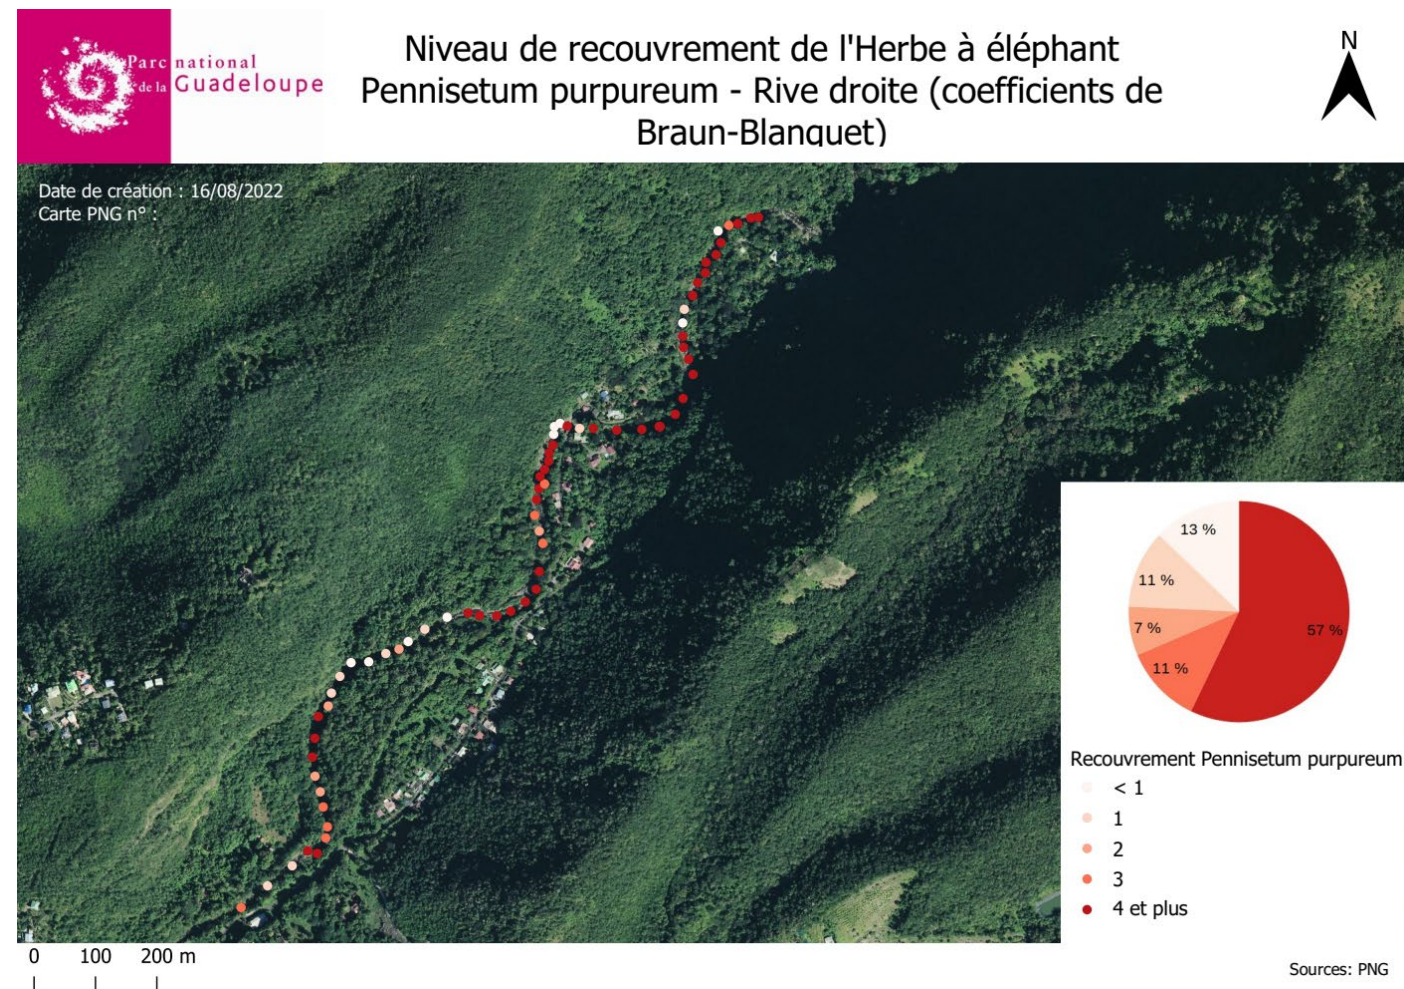 Parc national
de la Guadeloupe
Niveau de recouvrement de l'Herbe à éléphant
Pennisetum purpureum - Rive droite (coefficients de
Braun-Blanquet)
N
Date de création : 16/08/2022
Carte PNG n° :
13 %
11 %
7 %
11 %
57 %
Recouvrement Pennisetum purpureum
< 1
1
2
3
4 et plus
0 100 200 m
Sources: PNG